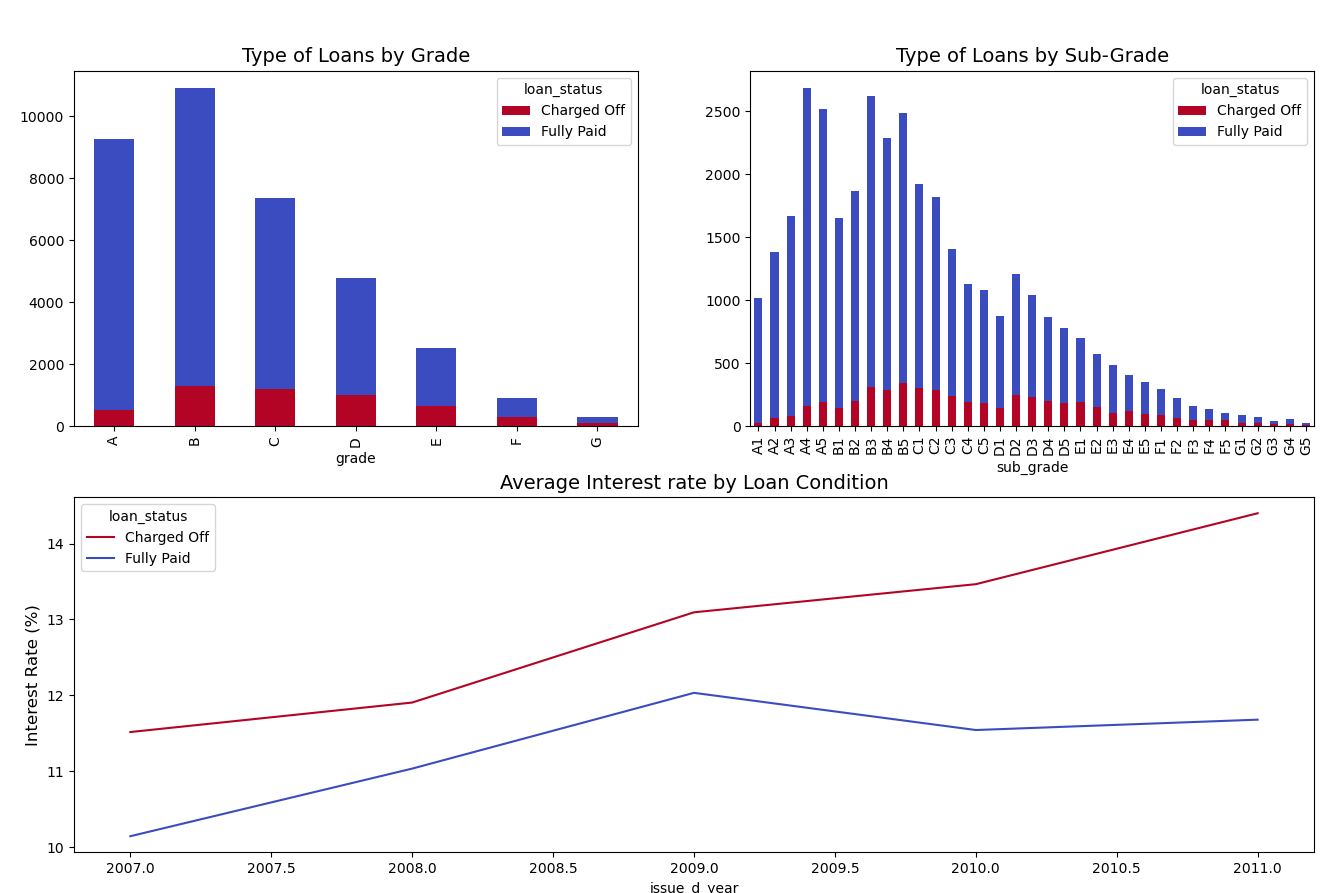 Type of Loans by Grade
loan_status
Charged Off
Fully Paid
10000
8000
6000
4000
2000
0
A B C D E F G
grade
Type of Loans by Sub-Grade
loan_status
Charged Off
Fully Paid
2500
2000
1500
1000
500
0
A1 A2 A3 A4 A5 B1 B2 B3 B4 B5 C1 C2 C3 C4 C5 D1 D2 D3 D4 D5 E1 E2 E3 E4 E5 F1 F2 F3 F4 F5 G1 G2 G3 G4 G5
sub_grade
Average Interest rate by Loan Condition
loan_status
Charged Off
Fully Paid
Interest Rate (%)
14
13
12
11
10
2007.0 2007.5 2008.0 2008.5 2009.0 2009.5 2010.0 2010.5 2011.0
issue_d_year